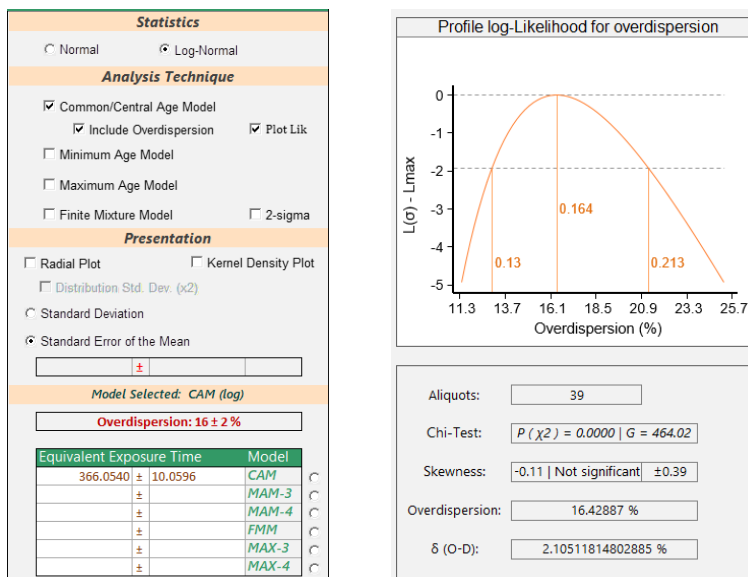 Statistics
Normal
Log-Normal
Analysis Technique
Common/Central Age Model
Include Overdispersion
Plot Lik
Minimum Age Model
Maximum Age Model
Finite Mixture Model
2-sigma
Presentation
Radial Plot
Kernel Density Plot
Distribution Std. Dev. (x2)
Standard Deviation
Standard Error of the Mean
±
Model Selected: CAM (log)
Overdispersion: 16 ± 2 %
Equivalent Exposure Time Model
366.0540 ± 10.0596 CAM
± MAM-3
± MAM-4
± FMM
± MAX-3
± MAX-4
Profile log-Likelihood for overdispersion
L(σ) - Lmax
0
-1
-2
-3
-4
-5
0.164
0.13
0.213
11.3 13.7 16.1 18.5 20.9 23.3 25.7
Overdispersion (%)
Aliquots: 39
Chi-Test: P ( χ2 ) = 0.0000 | G = 464.02
Skewness: -0.11 | Not significant ±0.39
Overdispersion: 16.42887 %
δ (O-D): 2.10511814802885 %